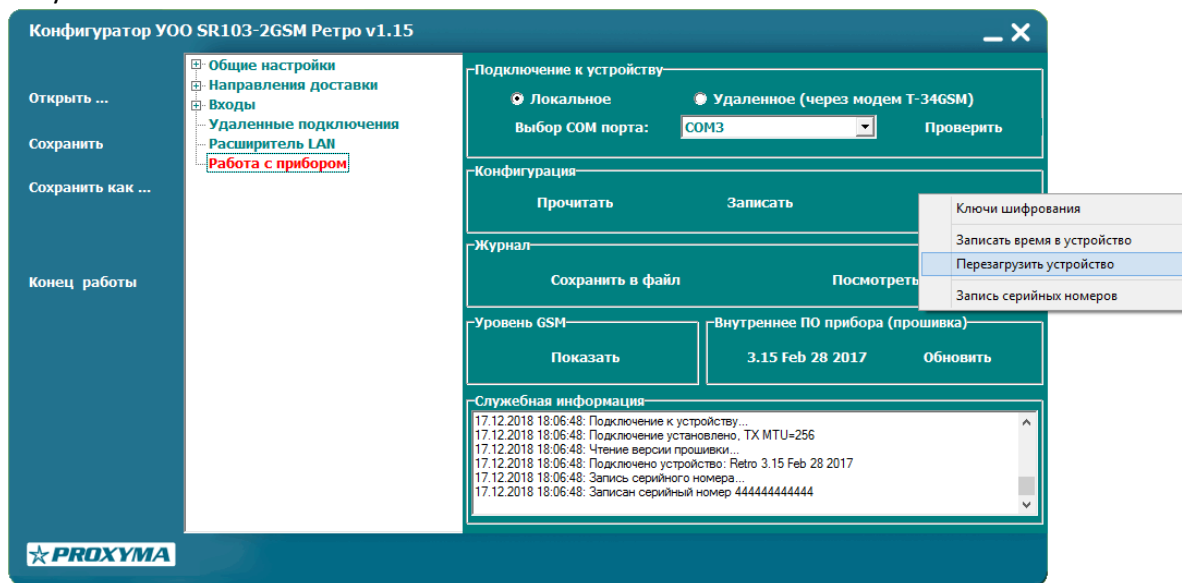 Конфигуратор УОО SR103-2GSM Ретро v1.15
Открыть ...
Сохранить
Сохранить как ...
Конец работы
Общие настройки
Направления доставки
Входы
Удаленные подключения
Расширитель LAN
Работа с прибором
Подключение к устройству
Локальное
Удаленное (через модем T-34GSM)
Выбор COM порта:
COM3
Проверить
Конфигурация
Прочитать
Записать
Ключи шифрования
Записать время в устройство
Перезагрузить устройство
Запись серийных номеров
Журнал
Сохранить в файл
Посмотреть
Уровень GSM
Показать
Внутреннее ПО прибора (прошивка)
3.15 Feb 28 2017
Обновить
Служебная информация
17.12.2018 18:06:48: Подключение к устройству...
17.12.2018 18:06:48: Подключение установлено, TX MTU=256
17.12.2018 18:06:48: Чтение версии прошивки...
17.12.2018 18:06:48: Подключено устройство: Retro 3.15 Feb 28 2017
17.12.2018 18:06:48: Запись серийного номера...
17.12.2018 18:06:48: Записан серийный номер 444444444444
PROXYMA